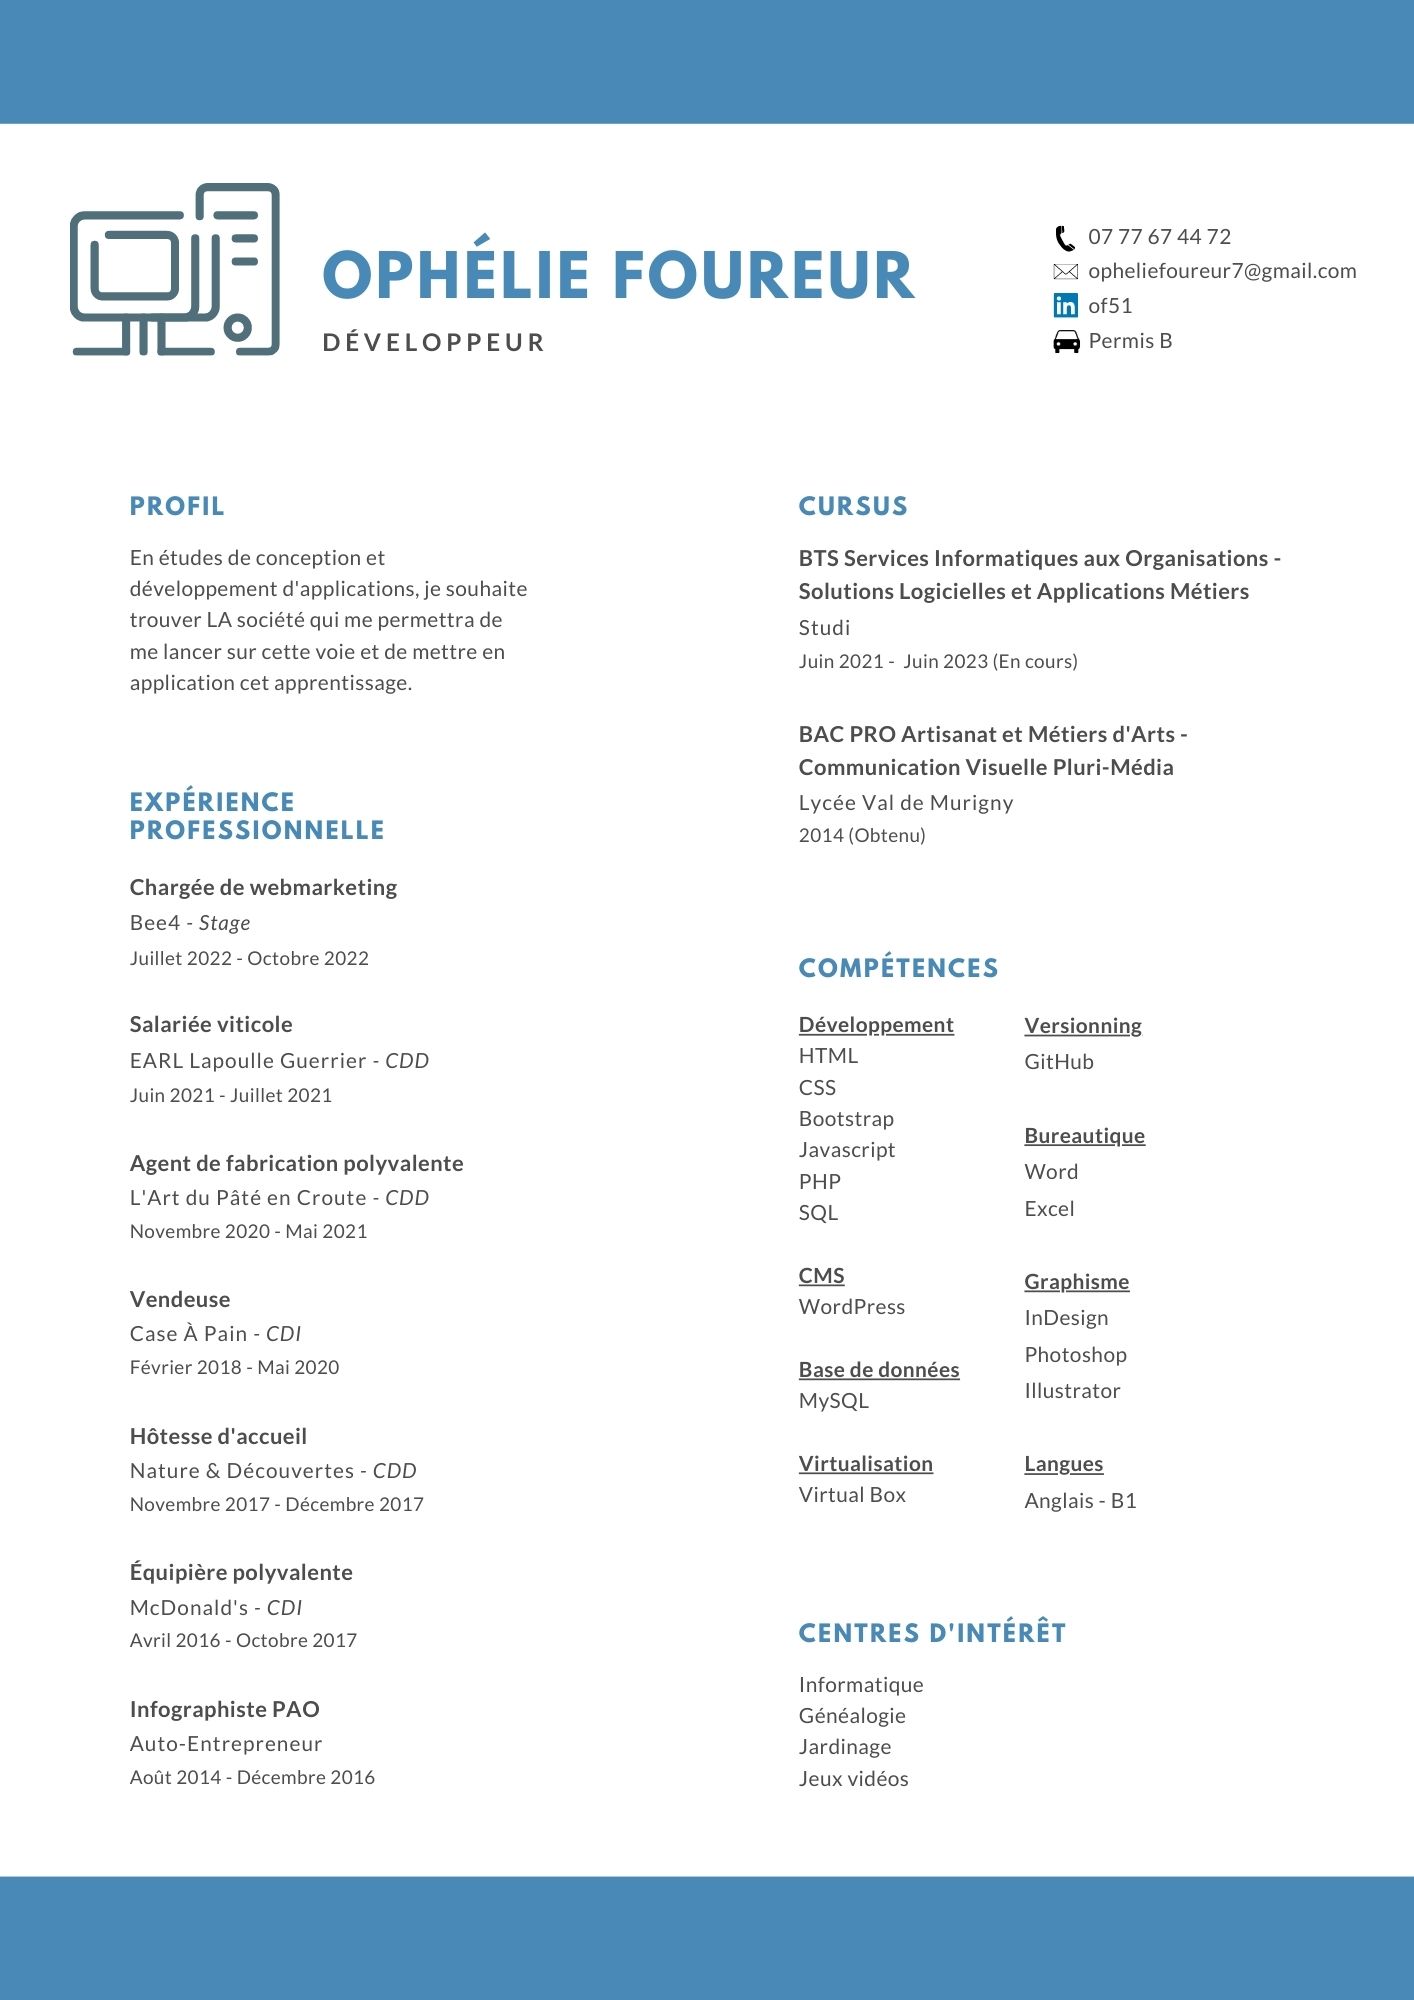 OPHÉLIE FOUREUR
DÉVELOPPEUR
07 77 67 44 72
opheliefoureur7@gmail.com
in of51
Permis B
PROFIL
En études de conception et
développement d'applications, je souhaite
trouver LA société qui me permettra de
me lancer sur cette voie et de mettre en
application cet apprentissage.
EXPÉRIENCE
PROFESSIONNELLE
Chargée de webmarketing
Bee4 - Stage
Juillet 2022 - Octobre 2022
Salariée viticole
EARL Lapoulle Guerrier - CDD
Juin 2021 - Juillet 2021
Agent de fabrication polyvalente
L'Art du Pâté en Croute - CDD
Novembre 2020 - Mai 2021
Vendeuse
Case À Pain - CDI
Février 2018 - Mai 2020
Hôtesse d'accueil
Nature & Découvertes - CDD
Novembre 2017 - Décembre 2017
Équipière polyvalente
McDonald's - CDI
Avril 2016 - Octobre 2017
Infographiste PAO
Auto-Entrepreneur
Août 2014 - Décembre 2016
CURSUS
BTS Services Informatiques aux Organisations -
Solutions Logicielles et Applications Métiers
Studi
Juin 2021 - Juin 2023 (En cours)
BAC PRO Artisanat et Métiers d'Arts -
Communication Visuelle Pluri-Média
Lycée Val de Murigny
2014 (Obtenu)
COMPÉTENCES
Développement
HTML
CSS
Bootstrap
Javascript
PHP
SQL
CMS
WordPress
Base de données
MySQL
Virtualisation
Virtual Box
Versionning
GitHub
Bureautique
Word
Excel
Graphisme
InDesign
Photoshop
Illustrator
Langues
Anglais - B1
CENTRES D'INTÉRÊT
Informatique
Généalogie
Jardinage
Jeux vidéos